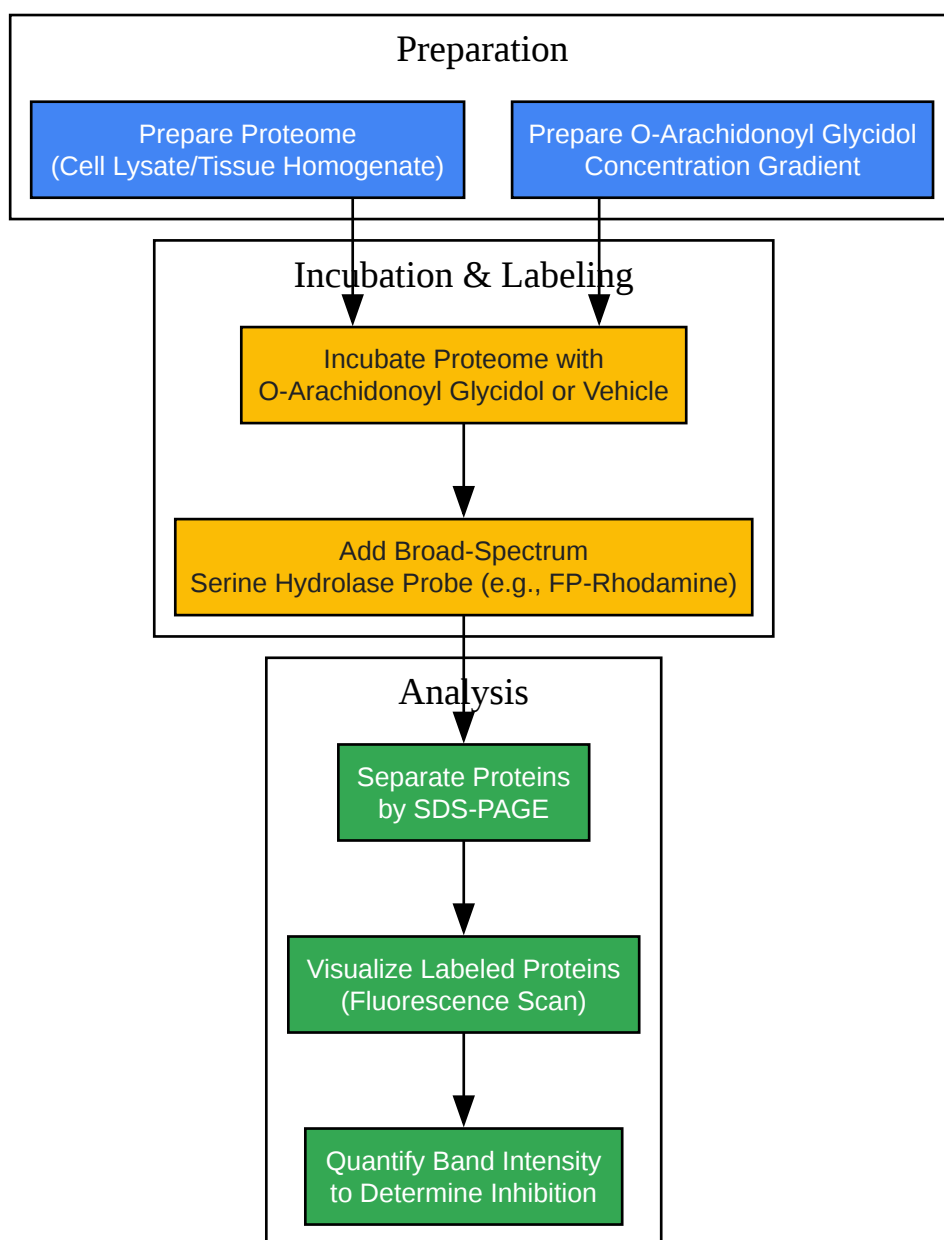 Preparation
Prepare Proteome
(Cell Lysate/Tissue Homogenate)
Prepare O-Arachidonoyl Glycidol
Concentration Gradient
Incubation & Labeling
Incubate Proteome with
O-Arachidonoyl Glycidol or Vehicle
Add Broad-Spectrum
Serine Hydrolase Probe (e.g., FP-Rhodamine)
Analysis
Separate Proteins
by SDS-PAGE
Visualize Labeled Proteins
(Fluorescence Scan)
Quantify Band Intensity
to Determine Inhibition